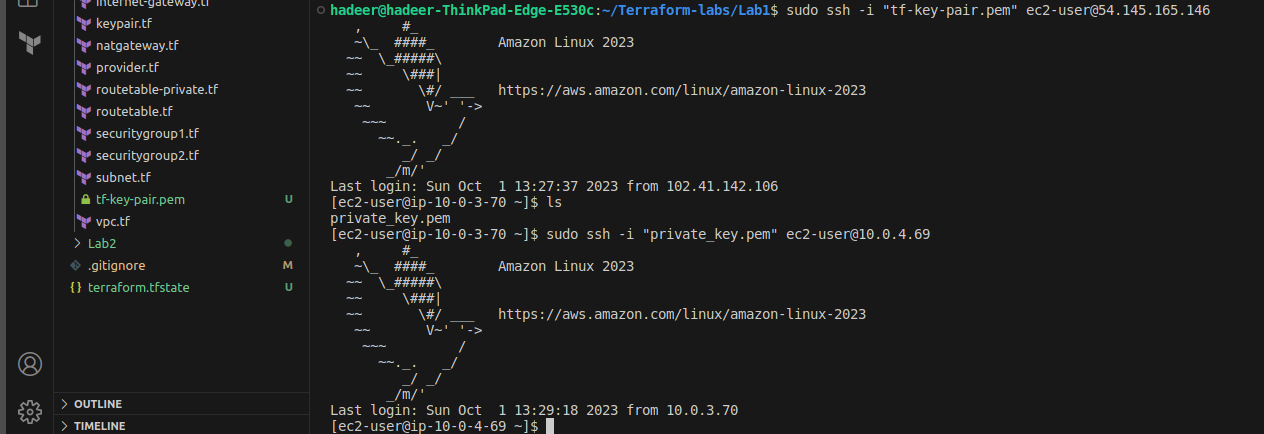 internet-gateway.tf
keypair.tf
natgateway.tf
provider.tf
routetable-private.tf
routetable.tf
securitygroup1.tf
securitygroup2.tf
subnet.tf
tf-key-pair.pem U
vpc.tf
> Lab2
.gitignore M
{} terraform.tfstate U
> OUTLINE
> TIMELINE
hadeer@hadeer-ThinkPad-Edge-E530c:~/Terraform-labs/Lab1$ sudo ssh -i "tf-key-pair.pem" ec2-user@54.145.165.146
   ,     #_
   ~\_  ####_        Amazon Linux 2023
  ~~  \_#####\
  ~~     \###|
  ~~       \#/ ___   https://aws.amazon.com/linux/amazon-linux-2023
   ~~       V~' '->
    ~~~         /
      ~~._.   _/
         _/ _/
       _/m/'
Last login: Sun Oct  1 13:27:37 2023 from 102.41.142.106
[ec2-user@ip-10-0-3-70 ~]$ ls
private_key.pem
[ec2-user@ip-10-0-3-70 ~]$ sudo ssh -i "private_key.pem" ec2-user@10.0.4.69
   ,     #_
   ~\_  ####_        Amazon Linux 2023
  ~~  \_#####\
  ~~     \###|
  ~~       \#/ ___   https://aws.amazon.com/linux/amazon-linux-2023
   ~~       V~' '->
    ~~~         /
      ~~._.   _/
         _/ _/
       _/m/'
Last login: Sun Oct  1 13:29:18 2023 from 10.0.3.70
[ec2-user@ip-10-0-4-69 ~]$